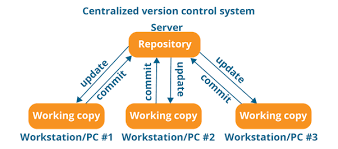 Centralized version control system
Server
Repository
update
commit
commit
update
update
commit
Working copy
Working copy
Working copy
Workstation/PC #1
Workstation/PC #2
Workstation/PC #3